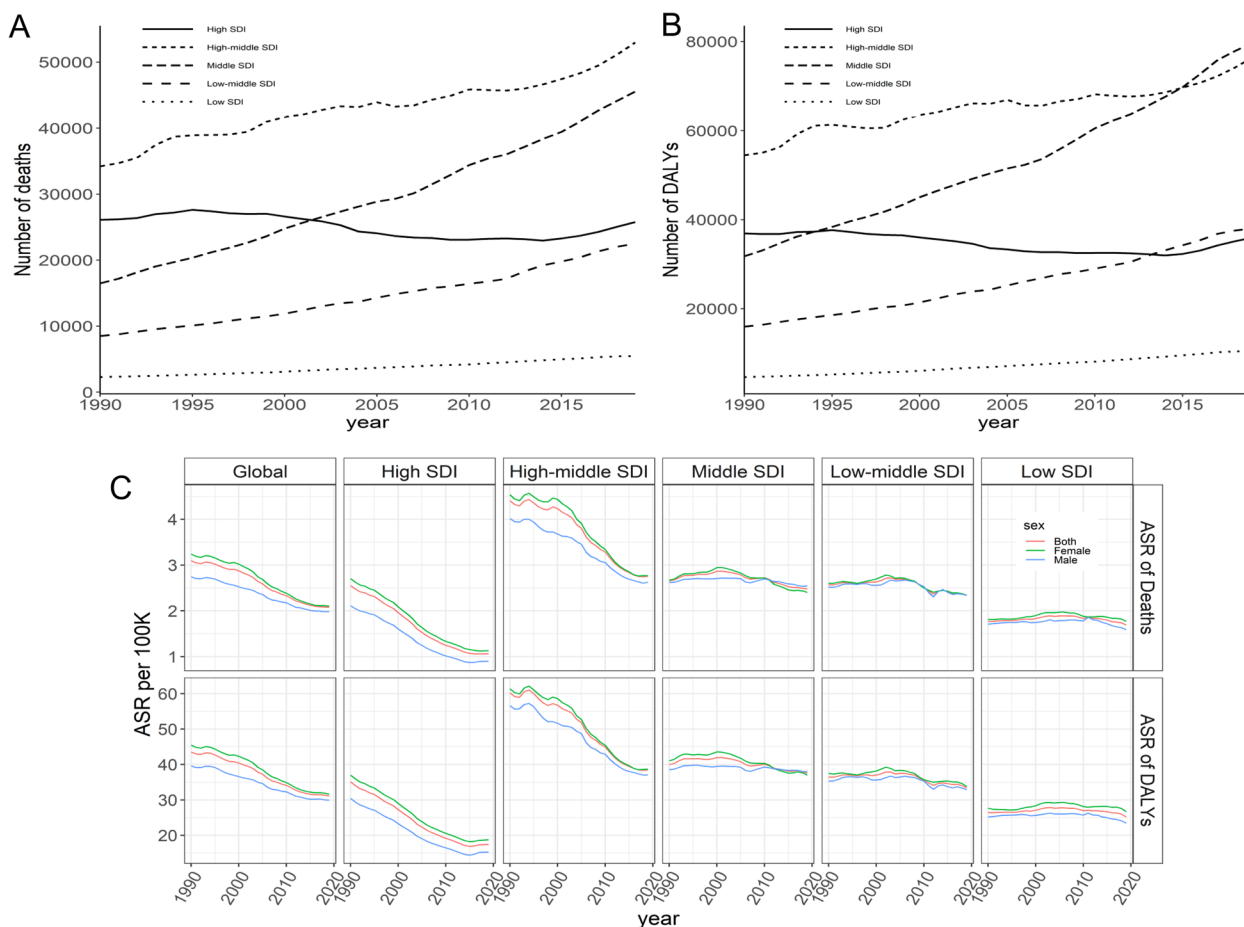 A
High SDI
High-middle SDI
Middle SDI
Low-middle SDI
Low SDI
Number of deaths
50000
40000
30000
20000
10000
0
1990 1995 2000 2005 2010 2015
year
B
High SDI
High-middle SDI
Middle SDI
Low-middle SDI
Low SDI
Number of DALYs
80000
60000
40000
20000
1990 1995 2000 2005 2010 2015
year
C
Global High SDI High-middle SDI Middle SDI Low-middle SDI Low SDI
ASR per 100K
4
3
2
1
sex
Both
Female
Male
ASR of Deaths
60
50
40
30
20
ASR of DALYs
1990 2000 2010 2020
1990 2000 2010 2020
1990 2000 2010 2020
1990 2000 2010 2020
1990 2000 2010 2020
1990 2000 2010 2020
year